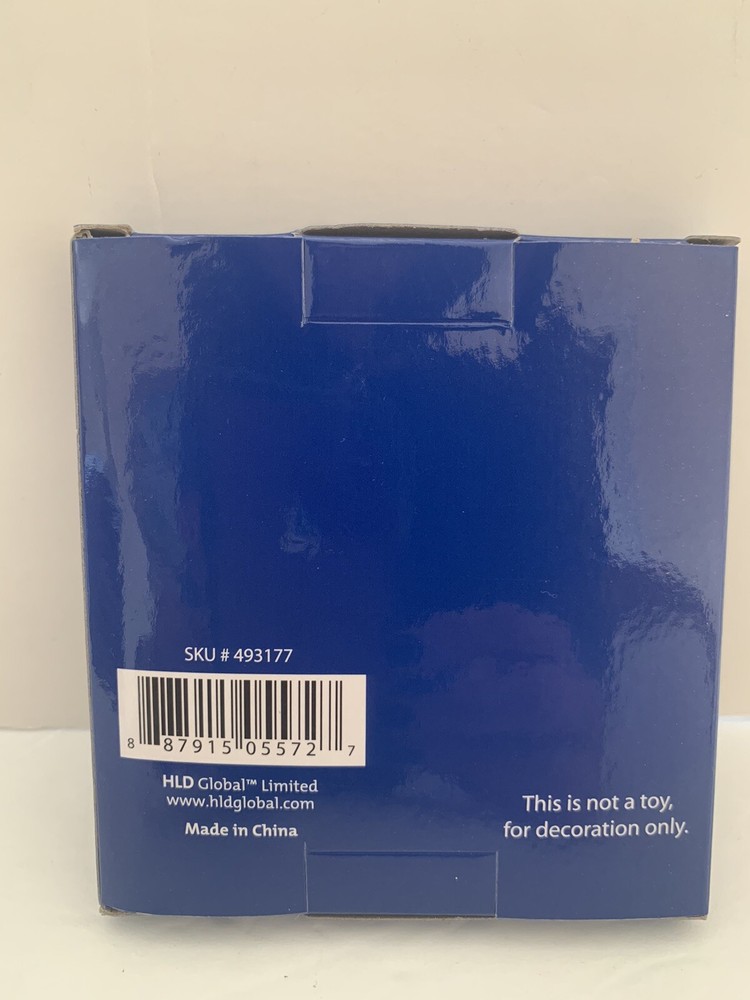 SKU # 493177
8 87915 05572 7
HLD Global™ Limited
www.hldglobal.com
Made in China
This is not a toy,
for decoration only.